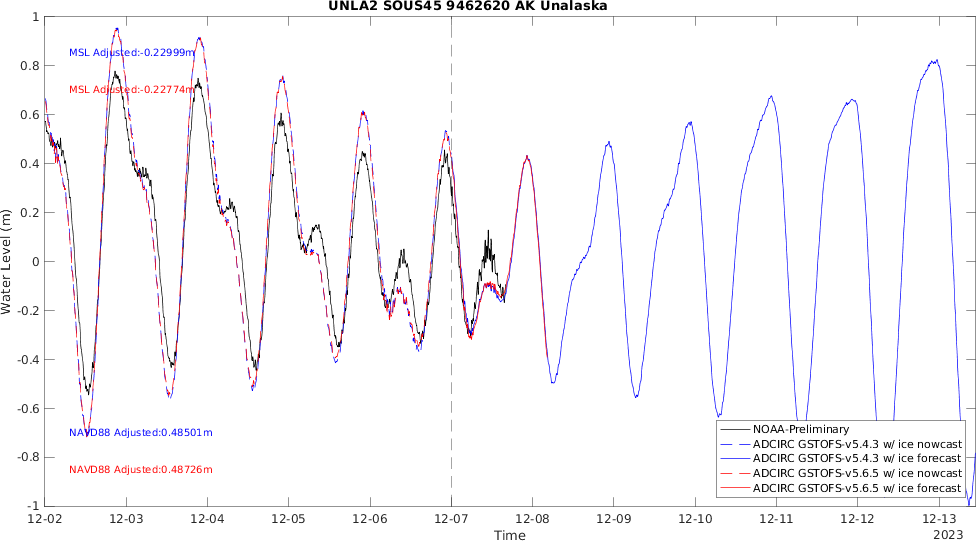 UNLA2 SOUS45 9462620 AK Unalaska
1
0.8
0.6
0.4
0.2
0
-0.2
-0.4
-0.6
-0.8
-1
Water Level (m)
MSL Adjusted:-0.22999m
MSL Adjusted:-0.22774m
NAVD88 Adjusted:0.48501m
NAVD88 Adjusted:0.48726m
NOAA-Preliminary
ADCIRC GSTOFS-v5.4.3 w/ ice nowcast
ADCIRC GSTOFS-v5.4.3 w/ ice forecast
ADCIRC GSTOFS-v5.6.5 w/ ice nowcast
ADCIRC GSTOFS-v5.6.5 w/ ice forecast
12-02 12-03 12-04 12-05 12-06 12-07 12-08 12-09 12-10 12-11 12-12 12-13
Time
2023